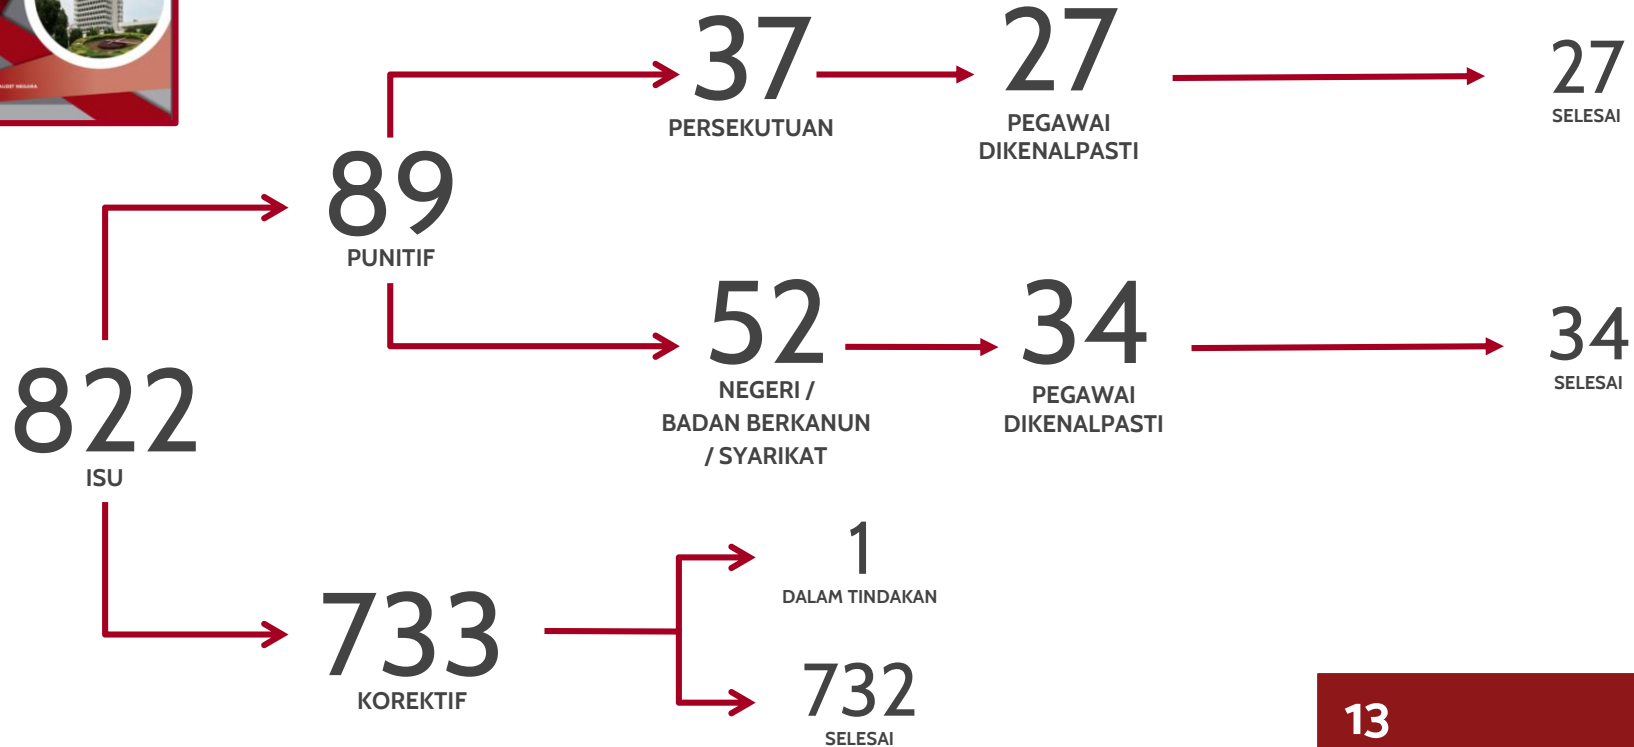 37
PERSEKUTUAN
27
PEGAWAI
DIKENALPASTI
27
SELESAI
89
PUNITIF
52
NEGERI /
BADAN BERKANUN
/ SYARIKAT
34
PEGAWAI
DIKENALPASTI
34
SELESAI
822
ISU
733
KOREKTIF
1
DALAM TINDAKAN
732
SELESAI
13